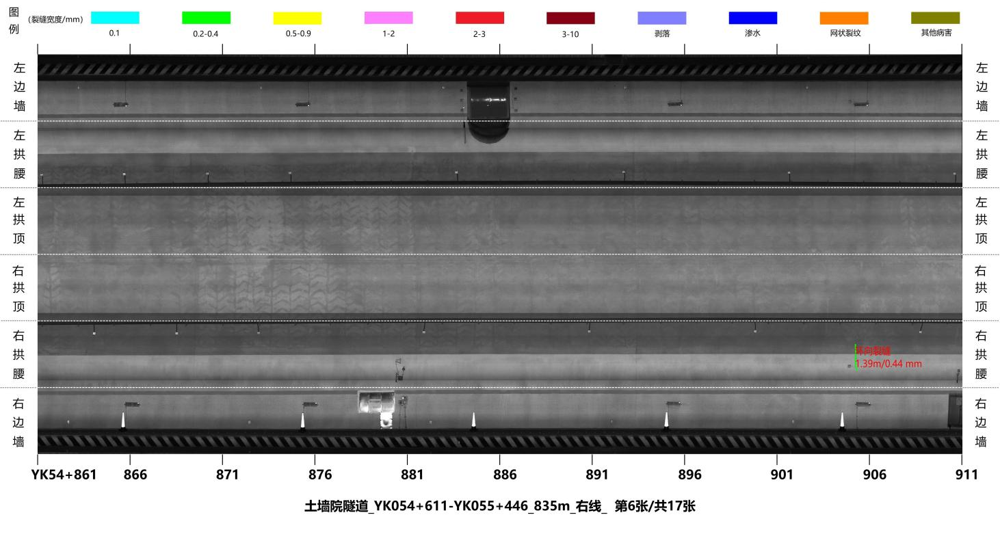 图例
(裂缝宽度/mm)
0.1
0.2-0.4
0.5-0.9
1-2
2-3
3-10
剥落
渗水
网状裂纹
其他病害
左边墙
左边墙
左拱腰
左拱腰
左拱顶
左拱顶
右拱顶
右拱顶
右拱腰
右拱腰
环向裂缝
1.39m/0.44 mm
右边墙
右边墙
YK54+861 866 871 876 881 886 891 896 901 906 911
土墙院隧道_YK054+611-YK055+446_835m_右线_ 第6张/共17张